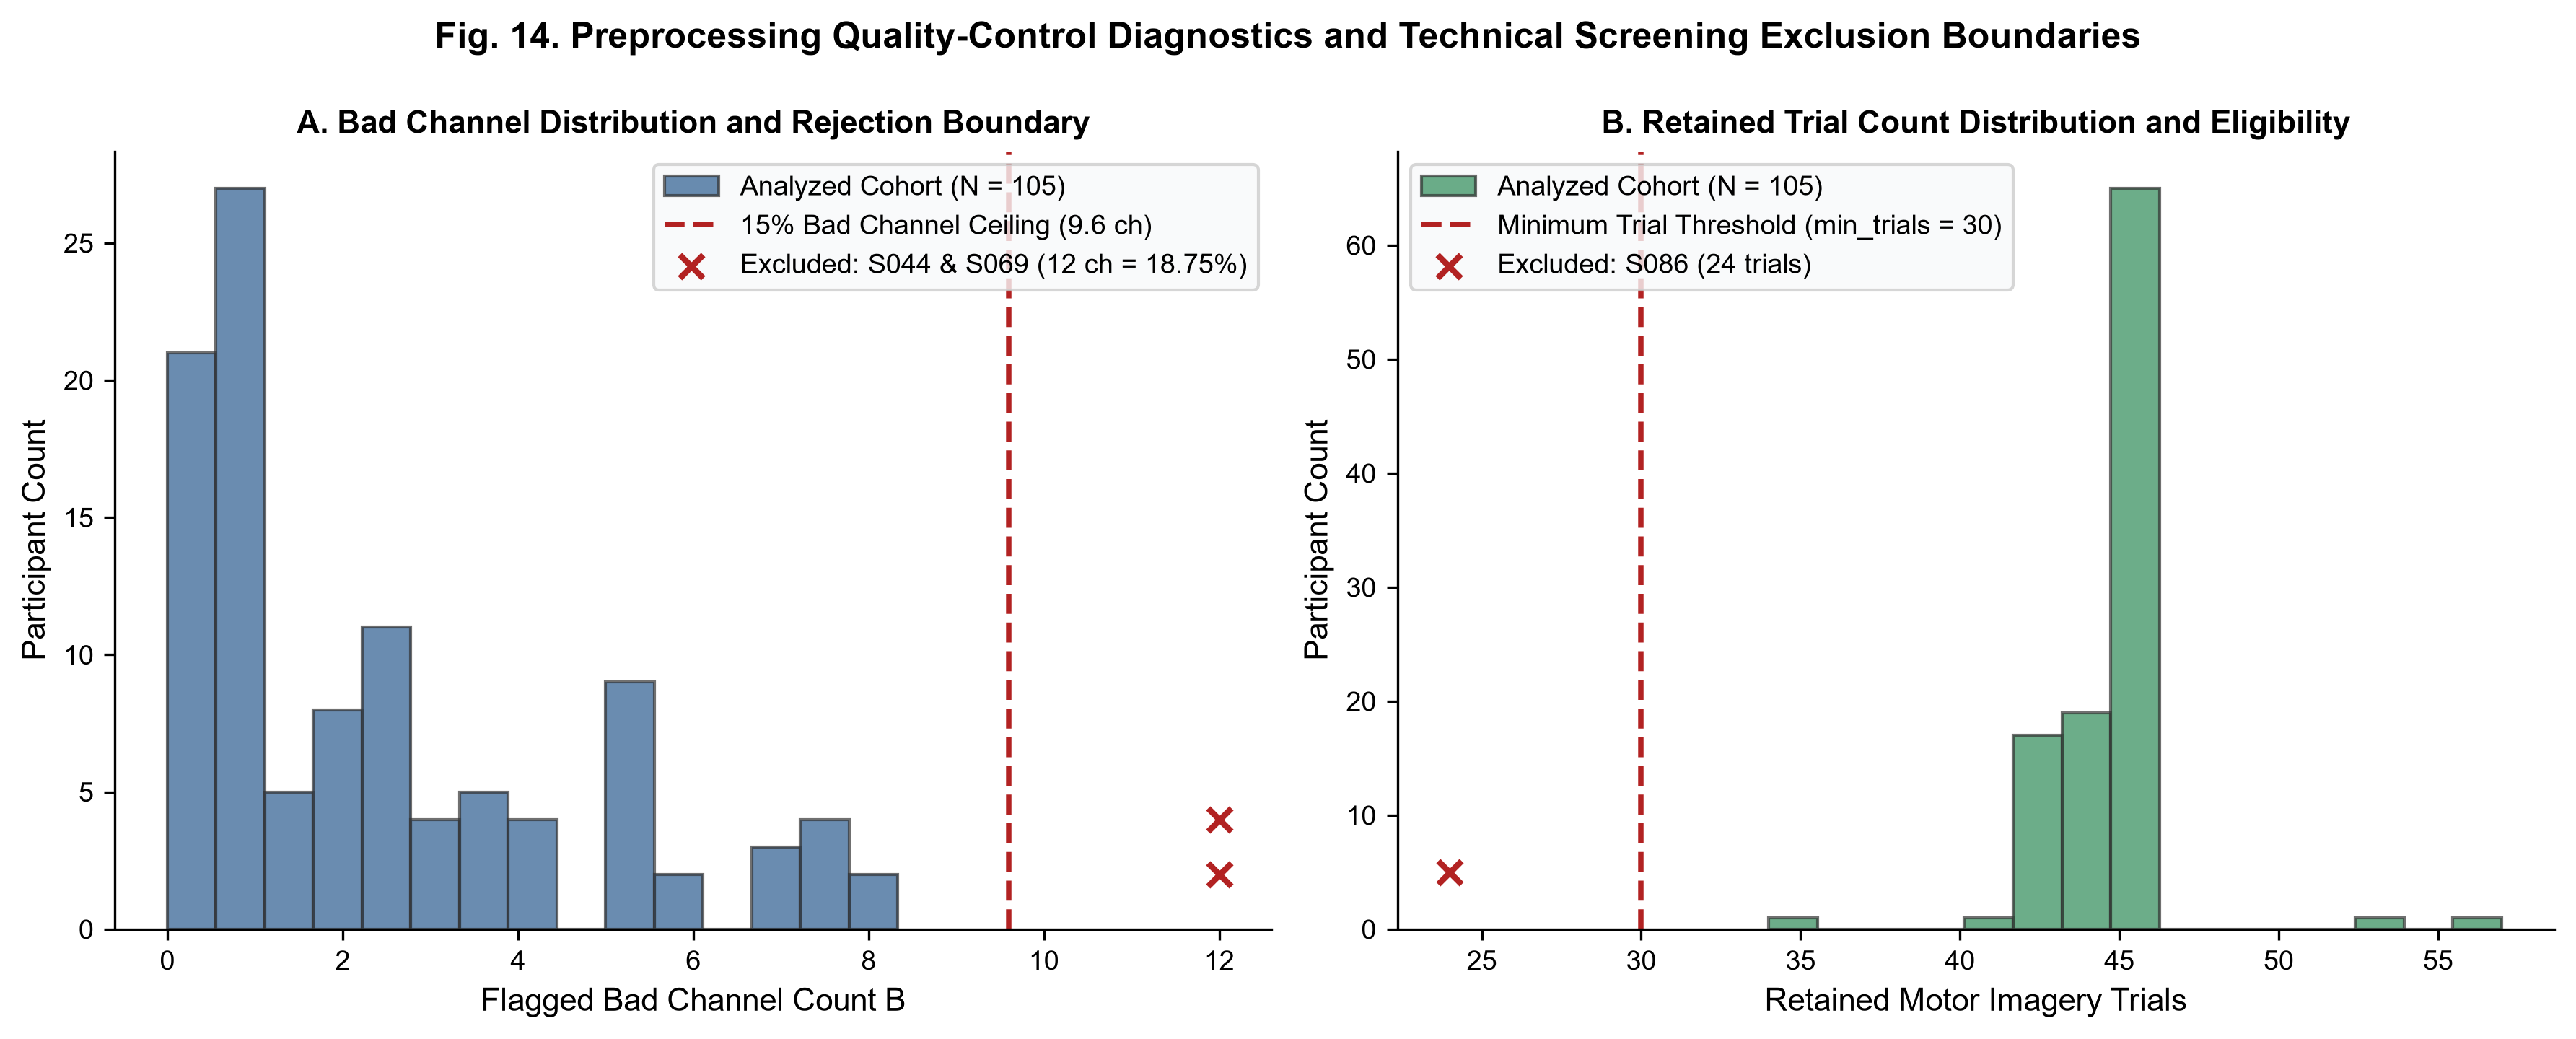 Fig. 14. Preprocessing Quality-Control Diagnostics and Technical Screening Exclusion Boundaries
A. Bad Channel Distribution and Rejection Boundary
Analyzed Cohort (N = 105)
15% Bad Channel Ceiling (9.6 ch)
Excluded: S044 & S069 (12 ch = 18.75%)
Participant Count
25
20
15
10
5
0
0 2 4 6 8 10 12
Flagged Bad Channel Count B
B. Retained Trial Count Distribution and Eligibility
Analyzed Cohort (N = 105)
Minimum Trial Threshold (min_trials = 30)
Excluded: S086 (24 trials)
Participant Count
60
50
40
30
20
10
0
25 30 35 40 45 50 55
Retained Motor Imagery Trials